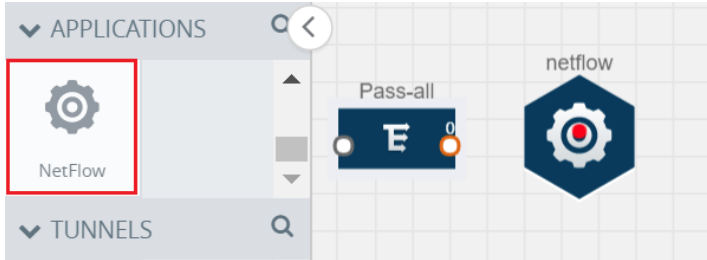 APPLICATIONS
NetFlow
TUNNELS
Pass-all
0
netflow